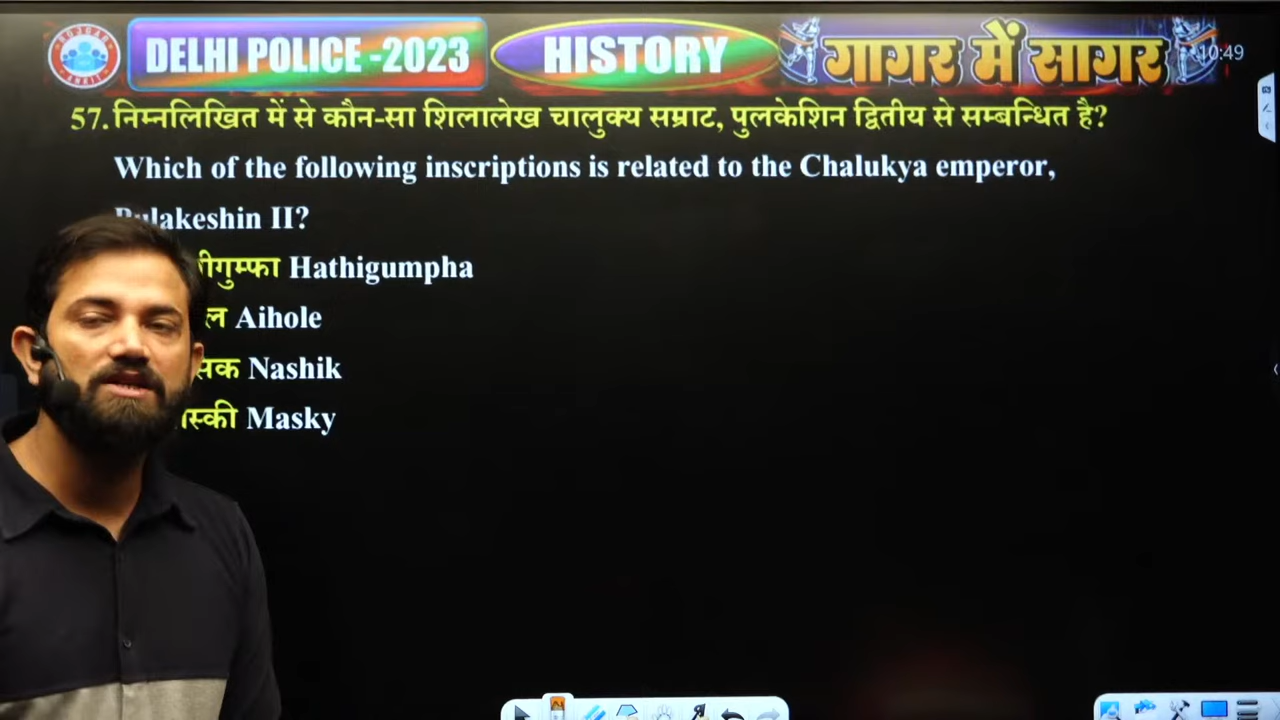 DELHI POLICE -2023
HISTORY
गागर में सागर
10:49
57. निम्नलिखित में से कौन-सा शिलालेख चालुक्य सम्राट, पुलकेशिन द्वितीय से सम्बन्धित है?
Which of the following inscriptions is related to the Chalukya emperor,
Pulakeshin II?
Hathigumpha
Aihole
Nashik
Masky